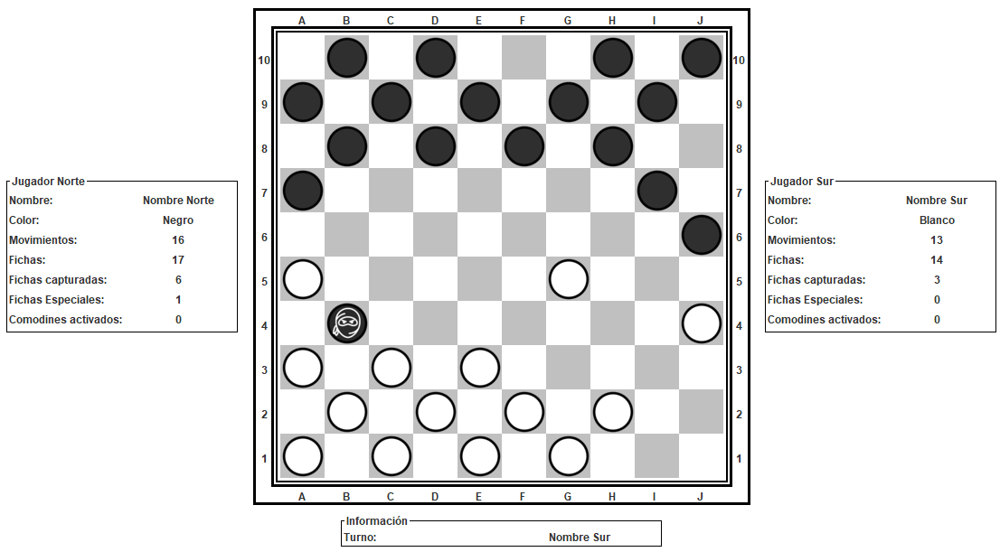 A B C D E F G H I J
10 10
9 9
8 8
7 7
6 6
5 5
4 4
3 3
2 2
1 1
A B C D E F G H I J
Jugador Norte
Nombre: Nombre Norte
Color: Negro
Movimientos: 16
Fichas: 17
Fichas capturadas: 6
Fichas Especiales: 1
Comodines activados: 0
Jugador Sur
Nombre: Nombre Sur
Color: Blanco
Movimientos: 13
Fichas: 14
Fichas capturadas: 3
Fichas Especiales: 0
Comodines activados: 0
Información
Turno: Nombre Sur